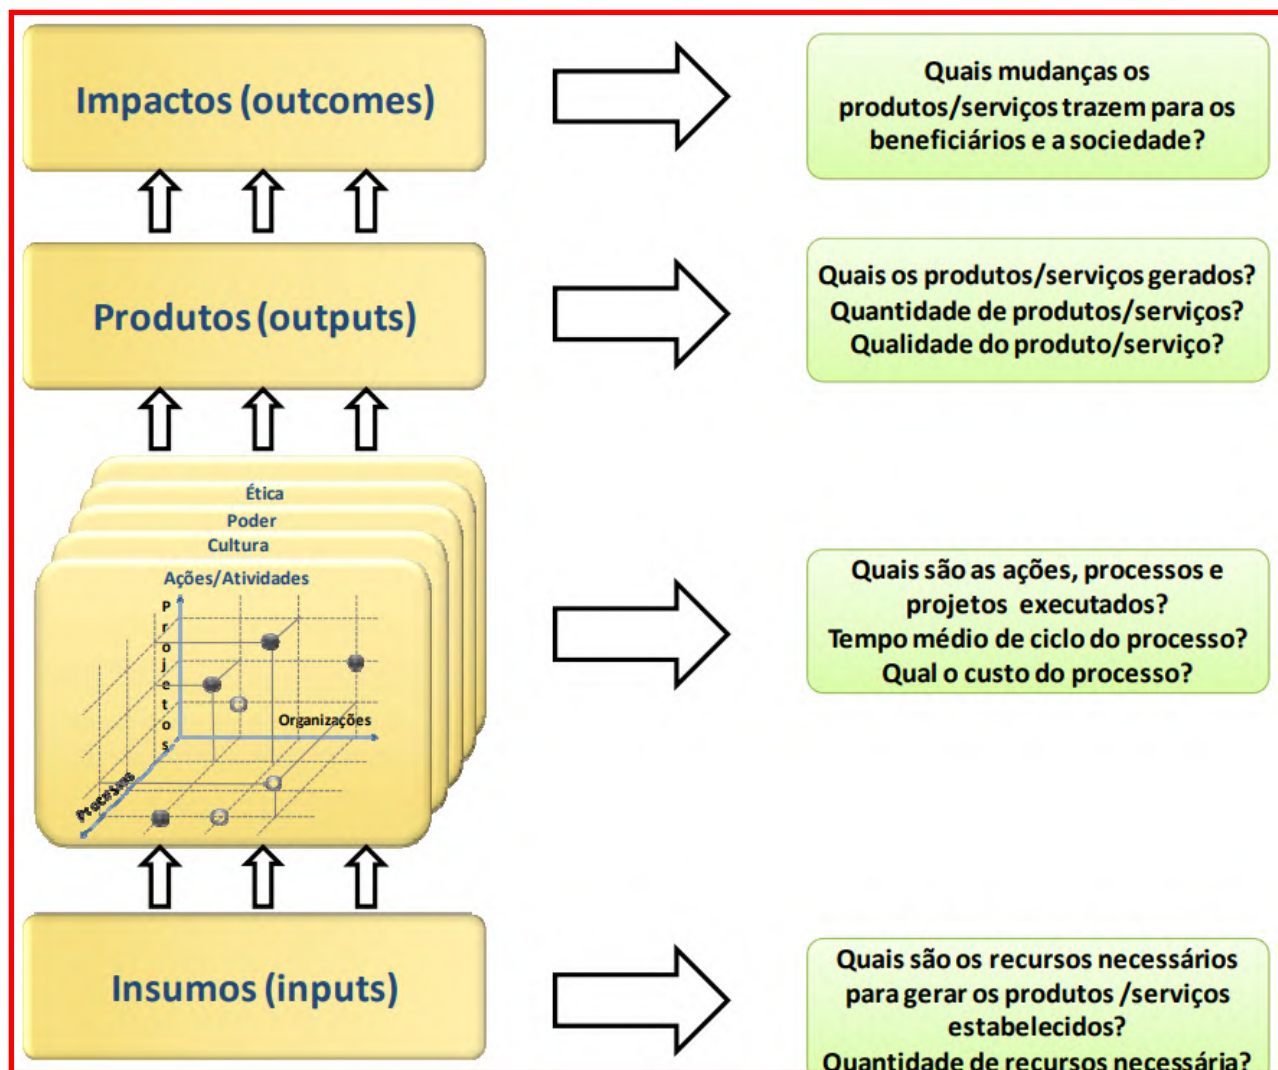 Impactos (outcomes)
Quais mudanças os
produtos/serviços trazem para os
beneficiários e a sociedade?
Produtos (outputs)
Quais os produtos/serviços gerados?
Quantidade de produtos/serviços?
Qualidade do produto/serviço?
Ética
Poder
Cultura
Ações/Atividades
Projetos
Organizações
Processos
Quais são as ações, processos e
projetos executados?
Tempo médio de ciclo do processo?
Qual o custo do processo?
Insumos (inputs)
Quais são os recursos necessários
para gerar os produtos /serviços
estabelecidos?
Quantidade de recursos necessária?